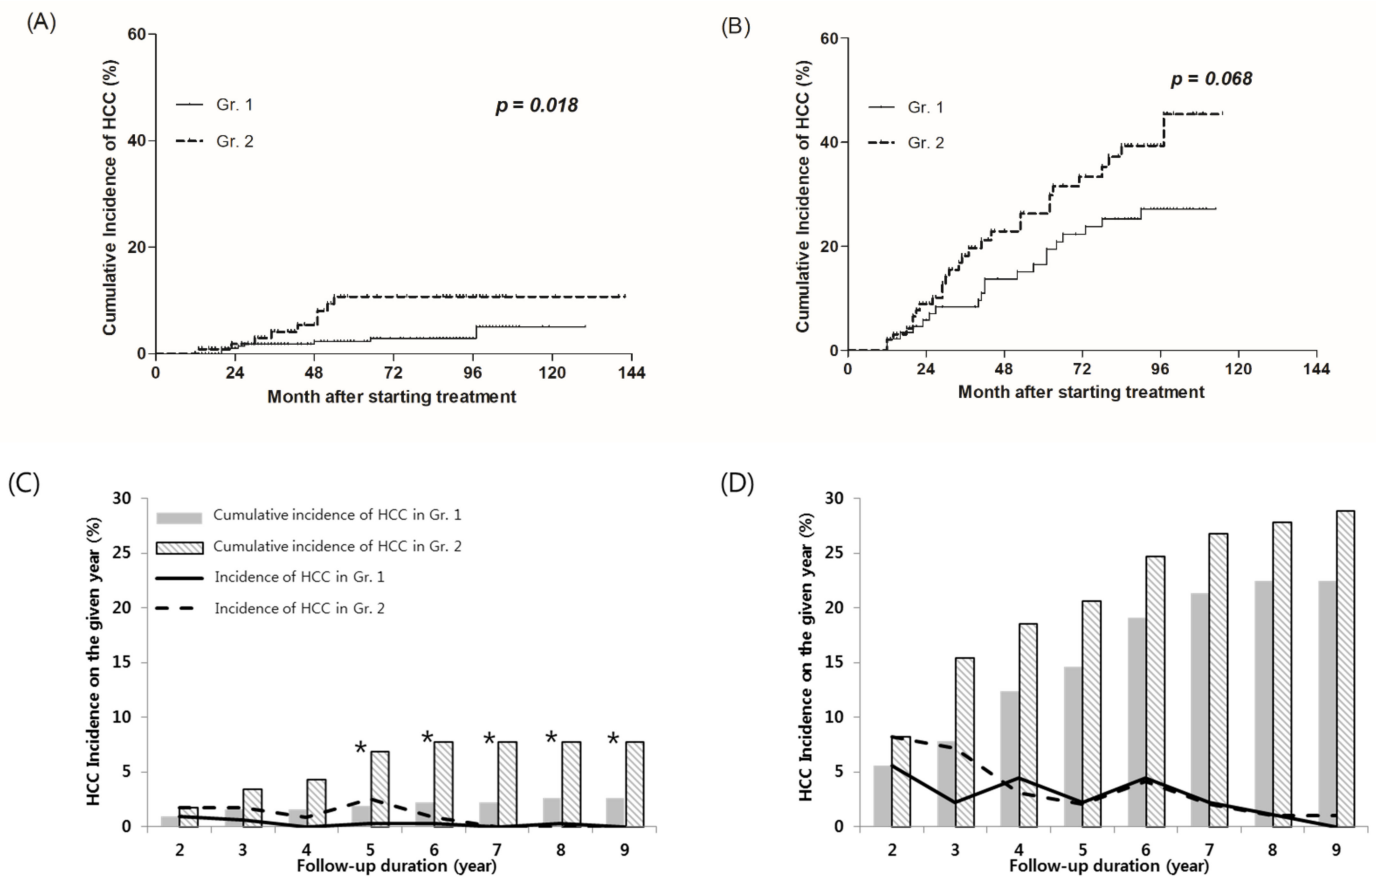 (A)
60
40
20
0
Cumulative Incidence of HCC (%)
Gr. 1
Gr. 2
p = 0.018
0 24 48 72 96 120 144
Month after starting treatment
(B)
60
40
20
0
Cumulative Incidence of HCC (%)
Gr. 1
Gr. 2
p = 0.068
0 24 48 72 96 120 144
Month after starting treatment
(C)
30
25
20
15
10
5
0
HCC Incidence on the given year (%)
Cumulative incidence of HCC in Gr. 1
Cumulative incidence of HCC in Gr. 2
Incidence of HCC in Gr. 1
Incidence of HCC in Gr. 2
* * * * *
2 3 4 5 6 7 8 9
Follow-up duration (year)
(D)
30
25
20
15
10
5
0
HCC Incidence on the given year (%)
2 3 4 5 6 7 8 9
Follow-up duration (year)